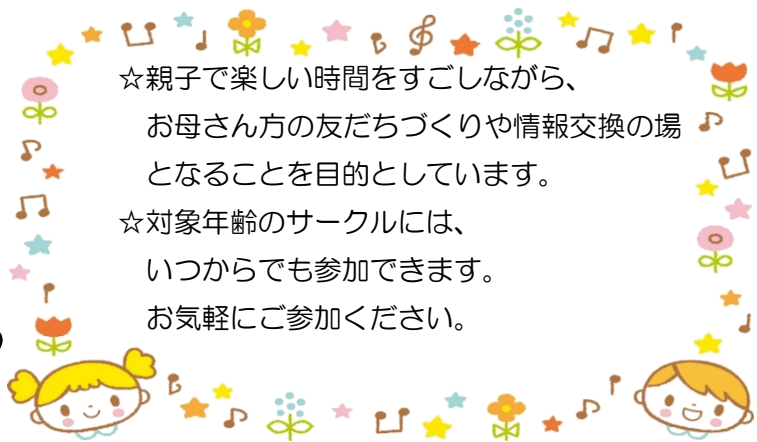 ☆親子で楽しい時間をすごしながら、
お母さん方の友だちづくりや情報交換の場
となることを目的としています。
☆対象年齢のサークルには、
いつからでも参加できます。
お気軽にご参加ください。